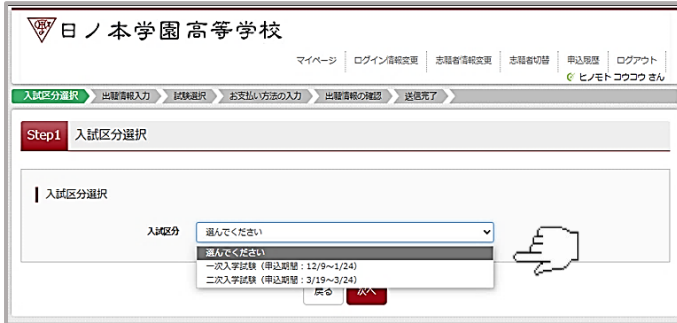 日ノ本学園高等学校
マイページ ログイン情報変更 志願者情報変更 志願者切替 申込履歴 ログアウト
ヒノモト コウコウ さん
入試区分選択 出願情報入力 試験選択 お支払い方法の入力 出願情報の確認 送信完了
Step1 入試区分選択
入試区分選択
入試区分 選んでください
選んでください
一次入学試験（申込期間：12/9～1/24）
二次入学試験（申込期間：3/19～3/24）
戻る 次へ